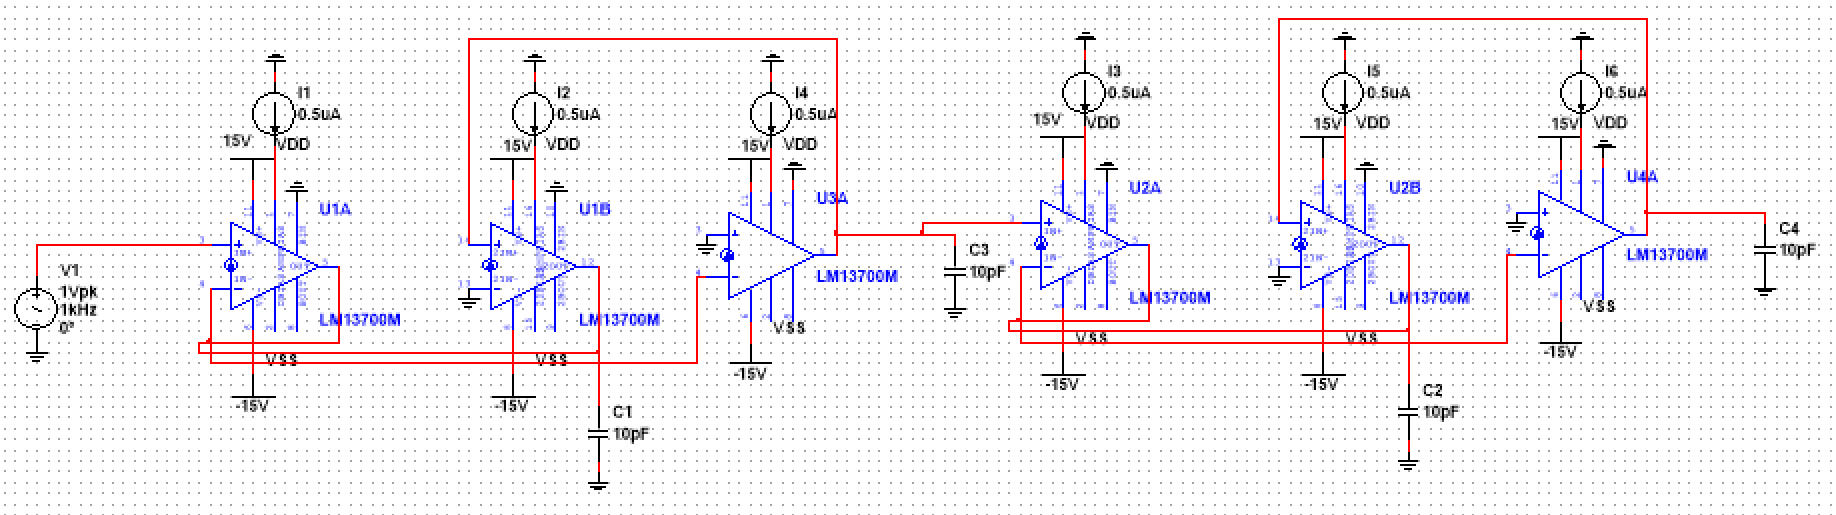 I1
0.5uA
15V
VDD
U1A
LM13700M
VSS
-15V
V1
1Vpk
1kHz
0°
I2
0.5uA
15V
VDD
U1B
LM13700M
VSS
-15V
C1
10pF
I4
0.5uA
15V
VDD
U3A
LM13700M
VSS
-15V
C3
10pF
I3
0.5uA
15V
VDD
U2A
LM13700M
VSS
-15V
I5
0.5uA
15V
VDD
U2B
LM13700M
VSS
-15V
C2
10pF
I6
0.5uA
15V
VDD
U4A
LM13700M
VSS
-15V
C4
10pF